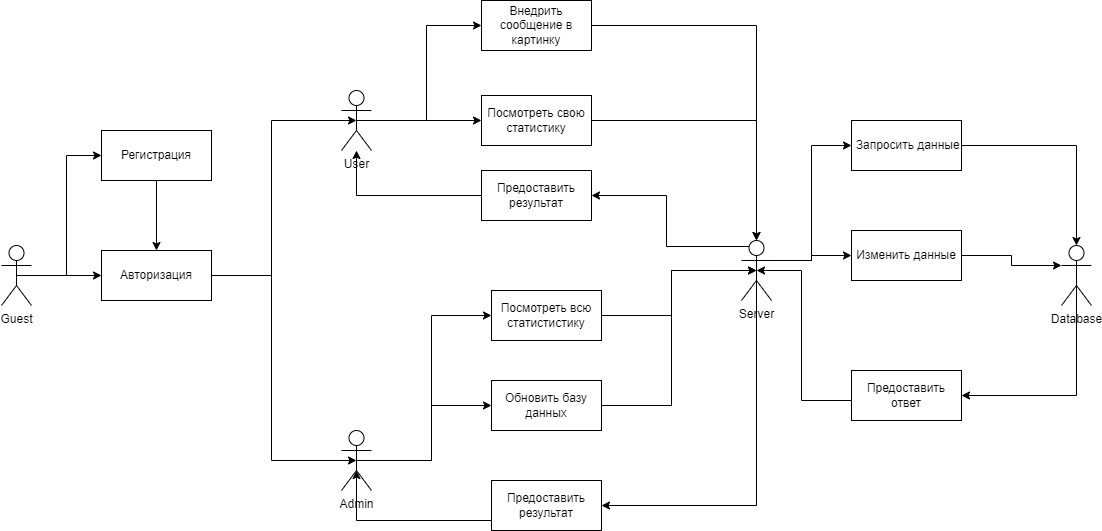 Внедрить
сообщение в
картинку
Посмотреть свою
статистику
User
Предоставить
результат
Регистрация
Авторизация
Guest
Запросить данные
Изменить данные
Server
Database
Посмотреть всю
статистистику
Обновить базу
данных
Предоставить
ответ
Admin
Предоставить
результат